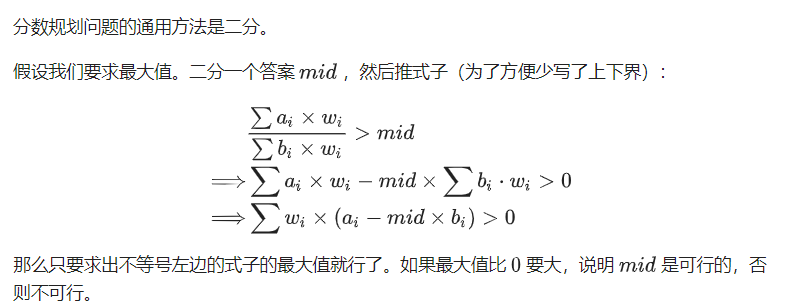 分数规划问题的通用方法是二分。
假设我们要求最大值。二分一个答案 mid ，然后推式子（为了方便少写了上下界）：
\frac{\sum a_i \times w_i}{\sum b_i \times w_i} > mid
\Longrightarrow \sum a_i \times w_i - mid \times \sum b_i \cdot w_i > 0
\Longrightarrow \sum w_i \times (a_i - mid \times b_i) > 0
那么只要求出不等号左边的式子的最大值就行了。如果最大值比 0 要大，说明 mid 是可行的，否
则不可行。